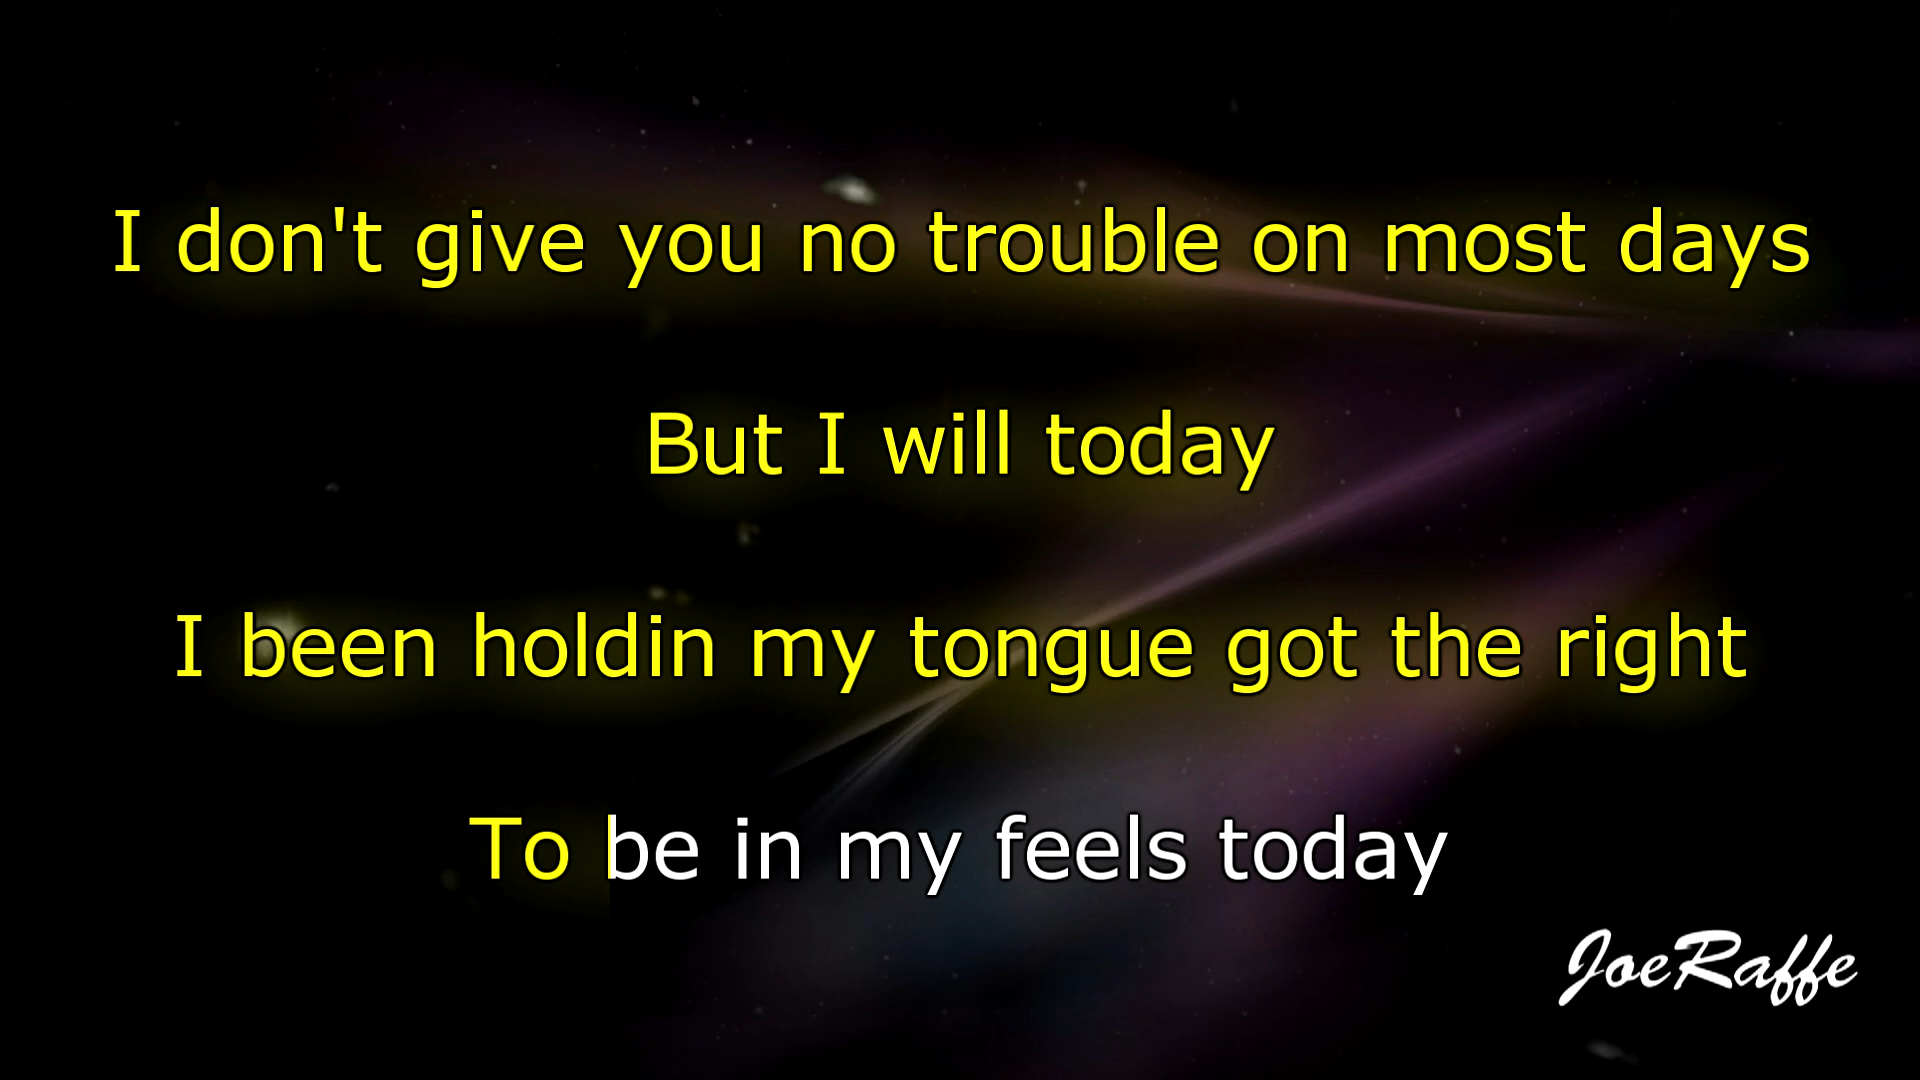 I don't give you no trouble on most days
But I will today
I been holdin my tongue got the right
To be in my feels today
JoeRaffe